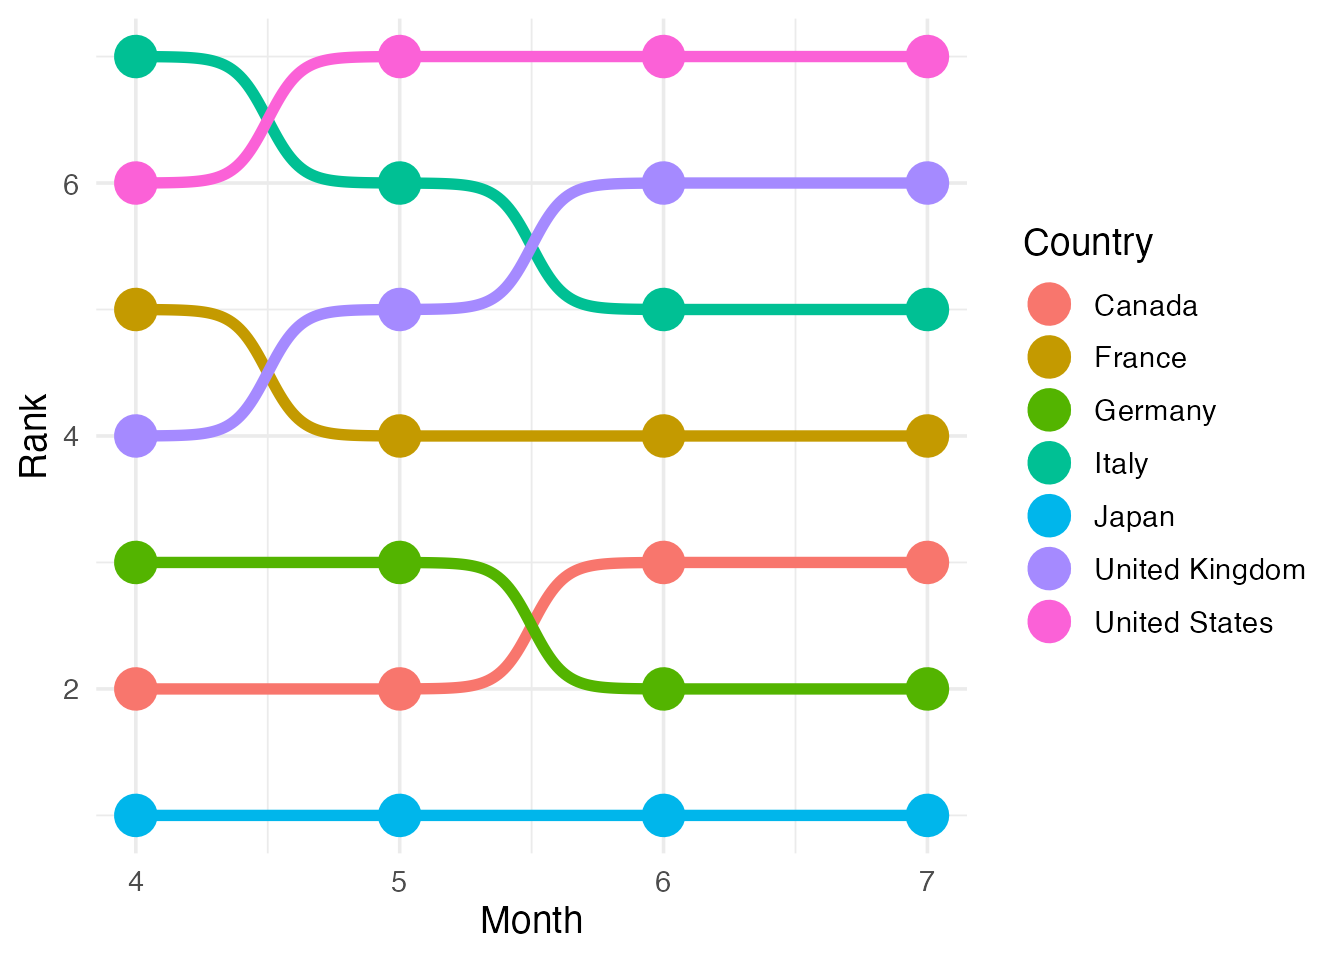 6
4
2
Rank
4 5 6 7
Month
Country
Canada
France
Germany
Italy
Japan
United Kingdom
United States